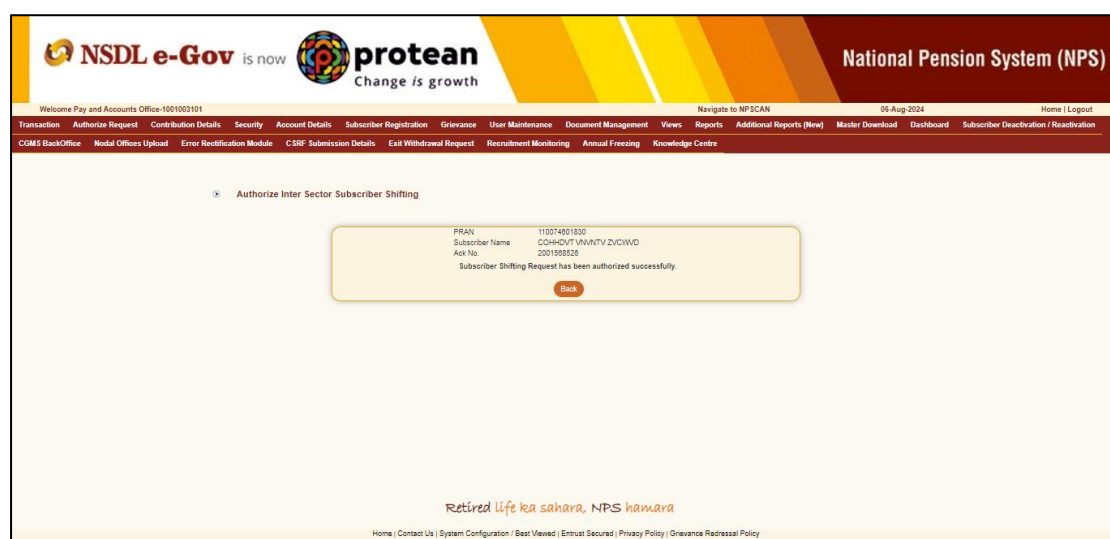 NSDL e-Gov is now protean
Change is growth
National Pension System (NPS)
Welcome Pay and Accounts Office-1001003101 Navigate to NPSCAN 06-Aug-2024 Home | Logout
Transaction Authorize Request Contribution Details Security Account Details Subscriber Registration Grievance User Maintenance Document Management Views Reports Additional Reports (New) Master Download Dashboard Subscriber Deactivation / Reactivation
CGMS BackOffice Nodal Offices Upload Error Rectification Module CSRF Submission Details Exit Withdrawal Request Recruitment Monitoring Annual Freezing Knowledge Centre
Authorize Inter Sector Subscriber Shifting
PRAN 110074601830
Subscriber Name COHHDVT VNVNTV ZVCWVD
Ack No. 2001568526
Subscriber Shifting Request has been authorized successfully.
Back
Retired life ka sahara, NPS hamara
Home | Contact Us | System Configuration / Best Viewed | Entrust Secured | Privacy Policy | Grievance Redressal Policy